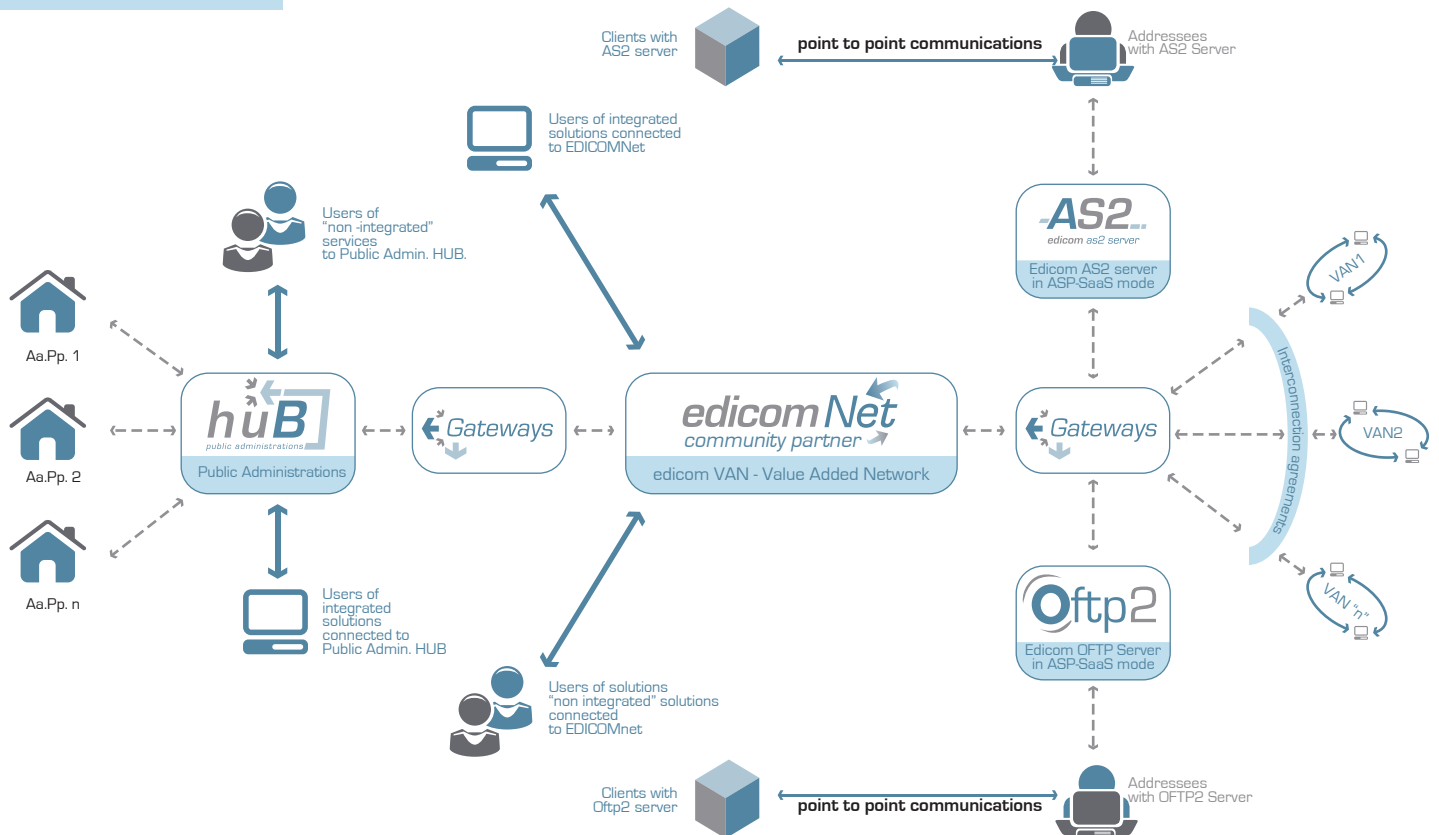 Clients with
AS2 server
point to point communications
Addressees
with AS2 Server
Users of integrated
solutions connected
to EDICOMNet
Users of
"non -integrated"
services
to Public Admin. HUB.
-AS2...
edicom as2 server
Edicom AS2 server
in ASP-SaaS mode
VAN1
Aa.Pp. 1
huB
public administrations
Public Administrations
Gateways
edicom Net
community partner
edicom VAN - Value Added Network
Gateways
Interconnection agreements
VAN2
Aa.Pp. 2
Aa.Pp. n
Users of
integrated
solutions
connected to
Public Admin. HUB
Oftp2
Edicom OFTP Server
in ASP-SaaS mode
VAN "n"
Users of solutions
"non integrated" solutions
connected
to EDICOMnet
Clients with
Oftp2 server
point to point communications
Addressees
with OFTP2 Server